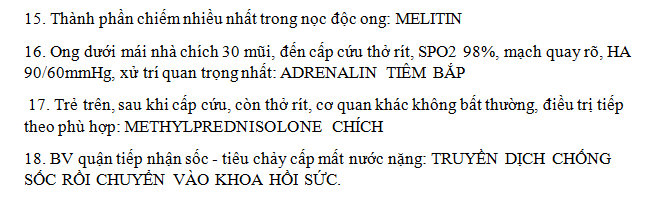 15. Thành phần chiếm nhiều nhất trong nọc độc ong: MELITIN
16. Ong dưới mái nhà chích 30 mũi, đến cấp cứu thở rít, SPO2 98%, mạch quay rõ, HA
90/60mmHg, xử trí quan trọng nhất: ADRENALIN TIÊM BẮP
17. Trẻ trên, sau khi cấp cứu, còn thở rít, cơ quan khác không bất thường, điều trị tiếp
theo phù hợp: METHYLPREDNISOLONE CHÍCH
18. BV quận tiếp nhận sốc - tiêu chảy cấp mất nước nặng: TRUYỀN DỊCH CHỐNG
SỐC RỒI CHUYỂN VÀO KHOA HỒI SỨC.